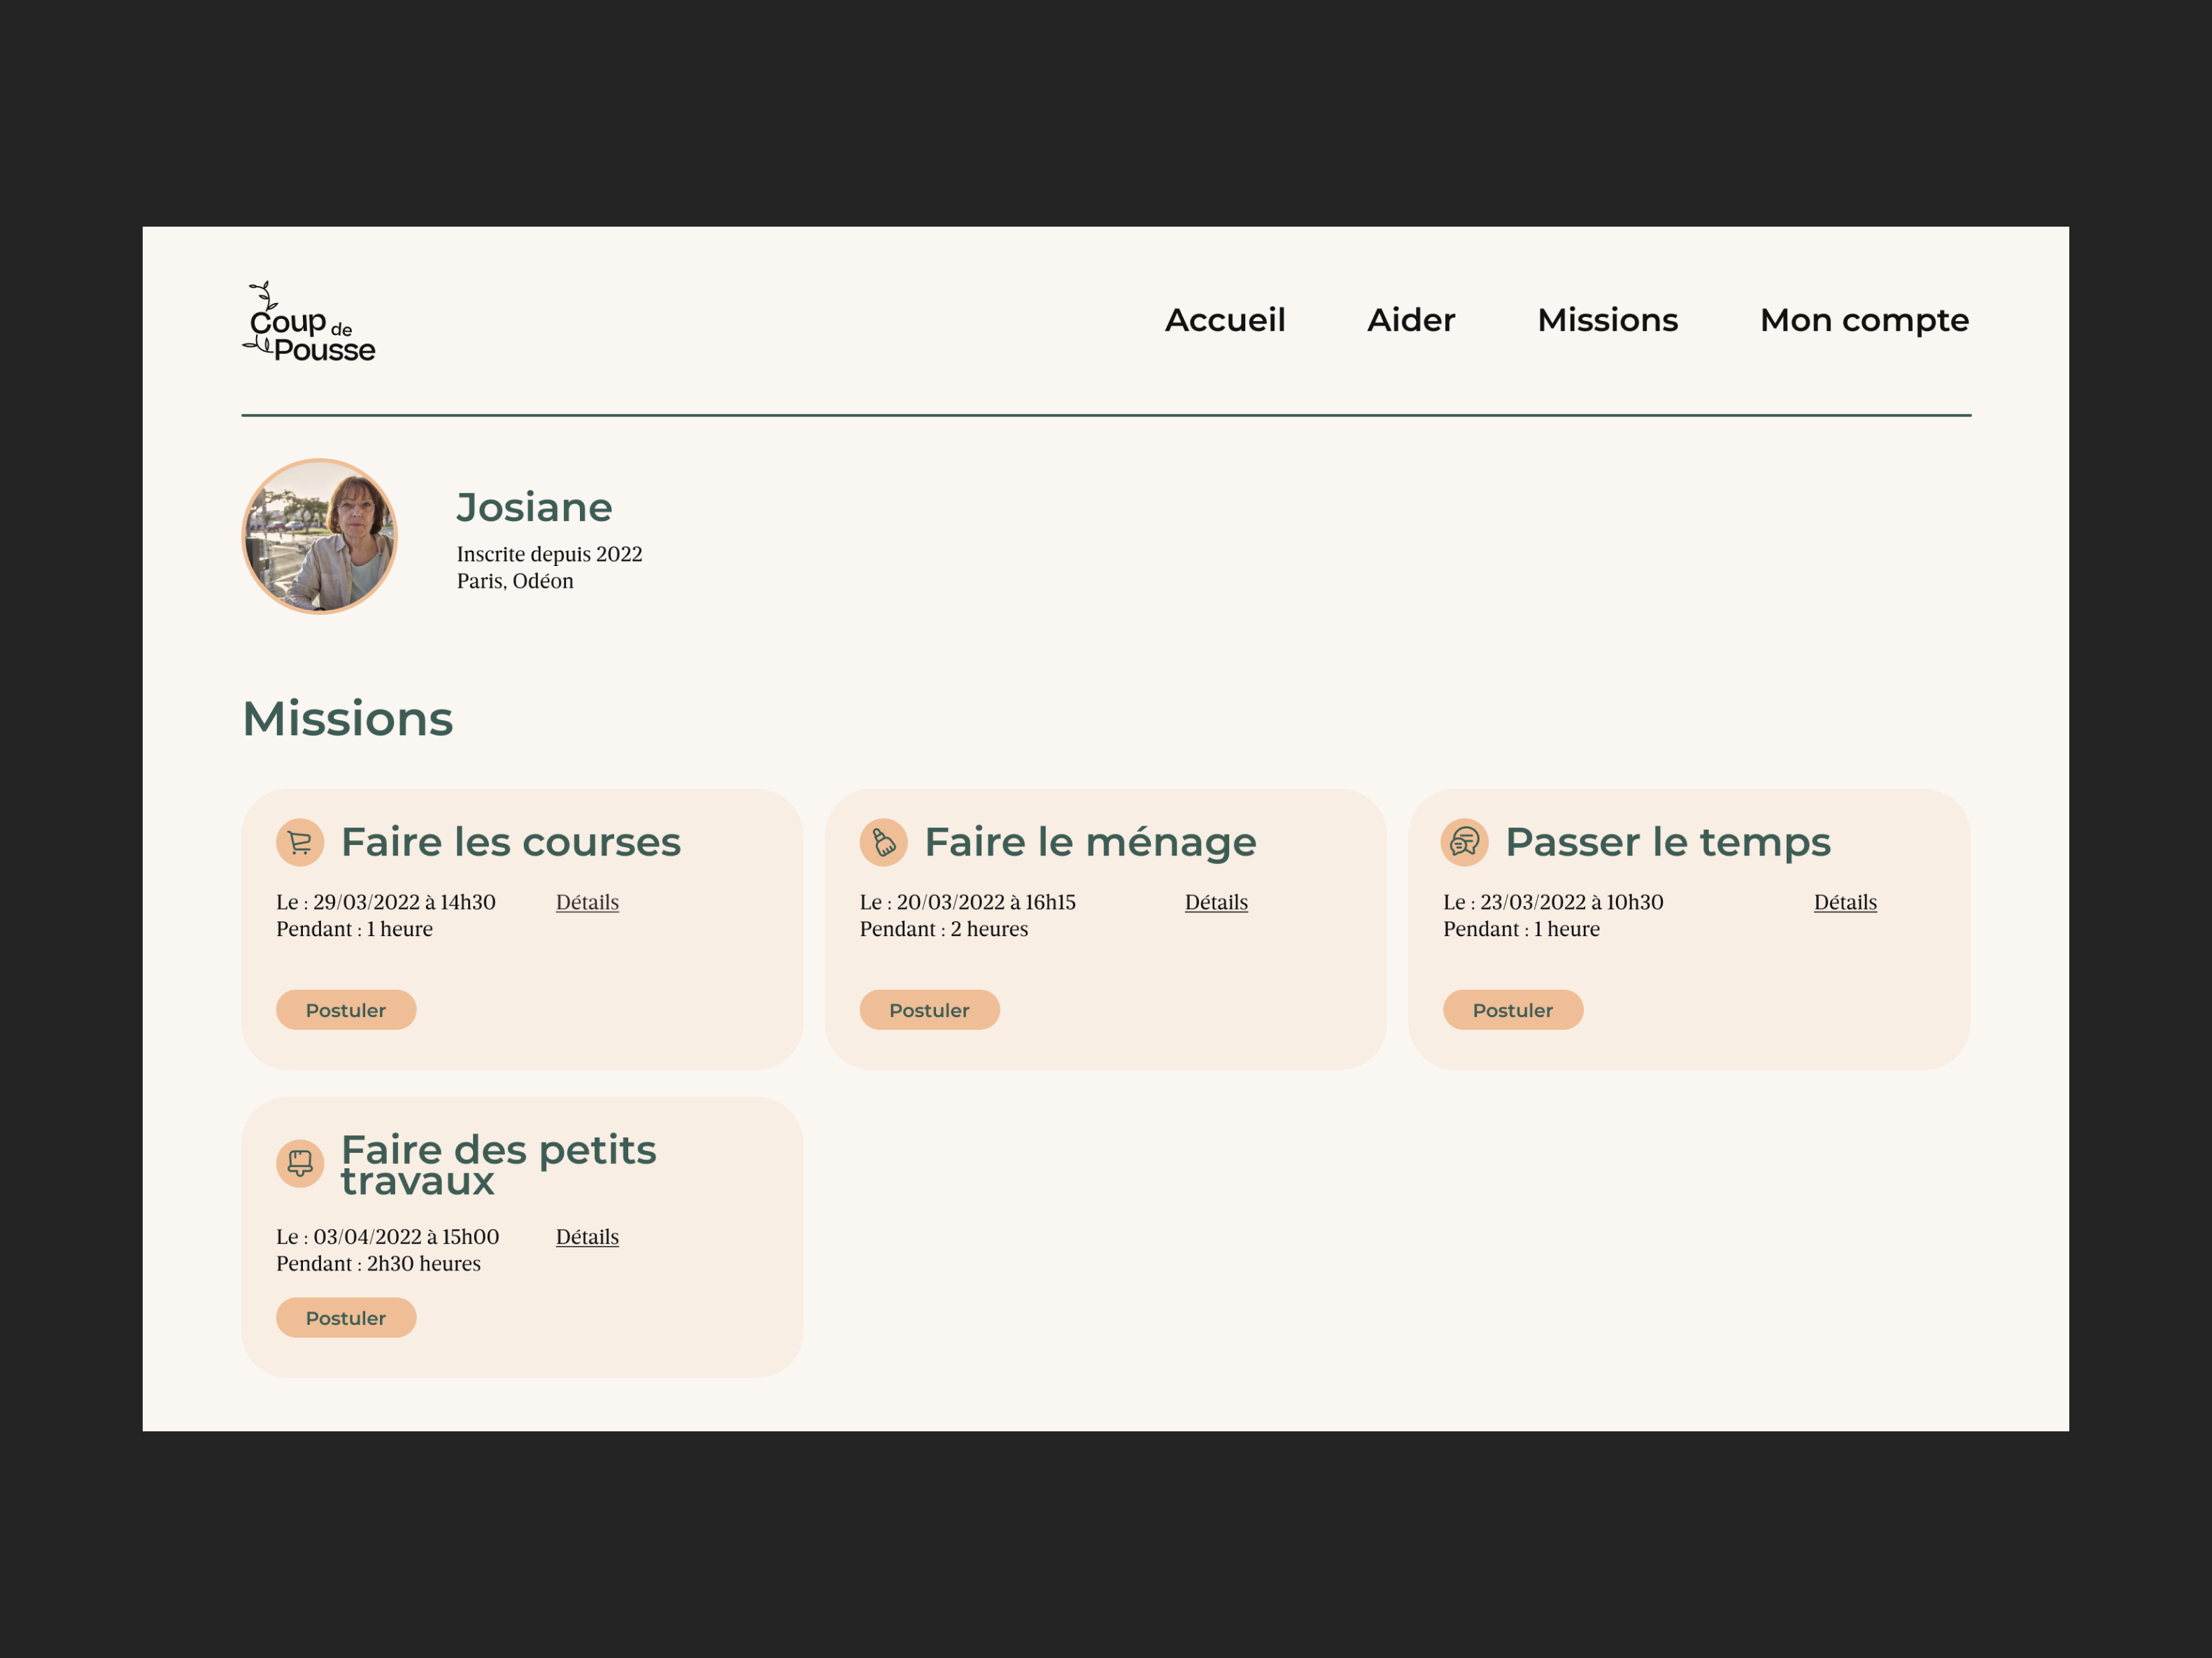 Coup de
Pousse
Accueil
Aider
Missions
Mon compte
Josiane
Inscrite depuis 2022
Paris, Odéon
Missions
Faire les courses
Le : 29/03/2022 à 14h30
Détails
Pendant : 1 heure
Postuler
Faire le ménage
Le : 20/03/2022 à 16h15
Détails
Pendant : 2 heures
Postuler
Passer le temps
Le : 23/03/2022 à 10h30
Détails
Pendant : 1 heure
Postuler
Faire des petits
travaux
Le : 03/04/2022 à 15h00
Détails
Pendant : 2h30 heures
Postuler